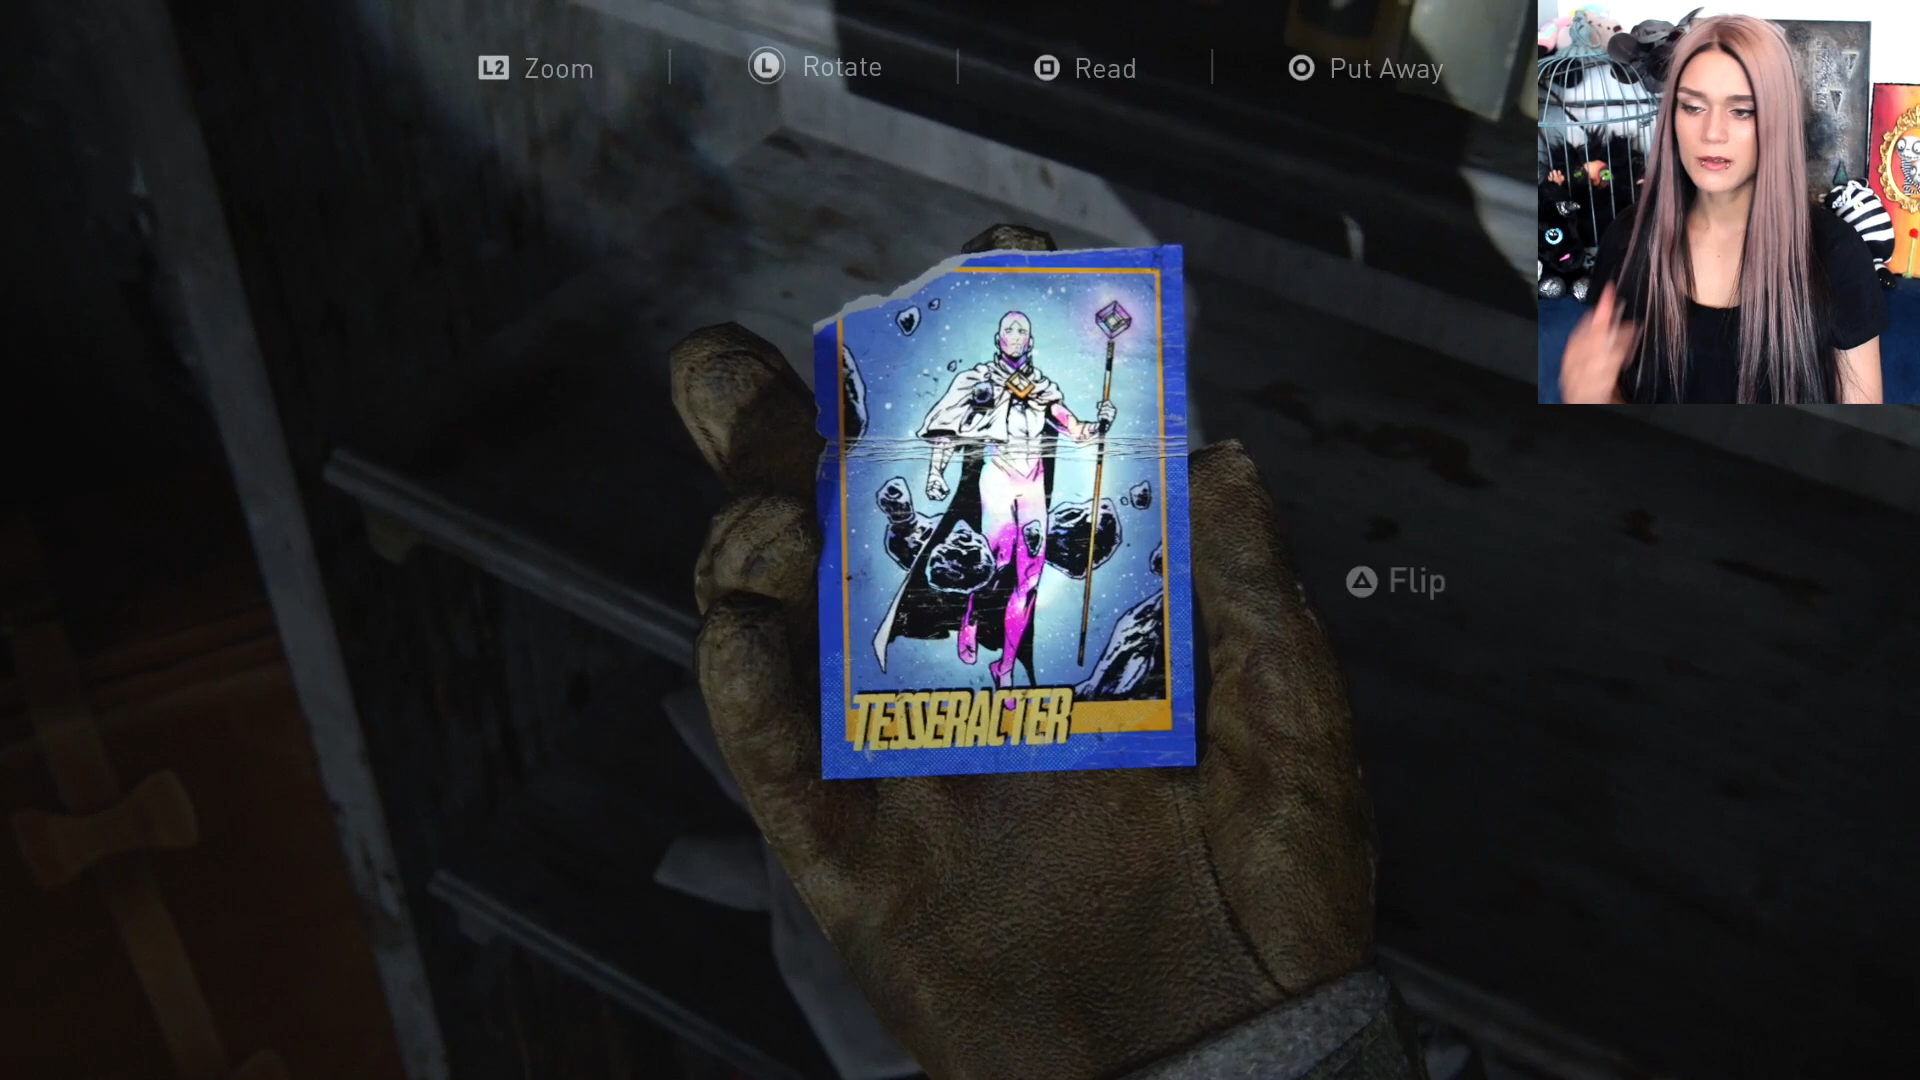 L2 Zoom
L Rotate
Read
Put Away
Flip
TESSERACTER